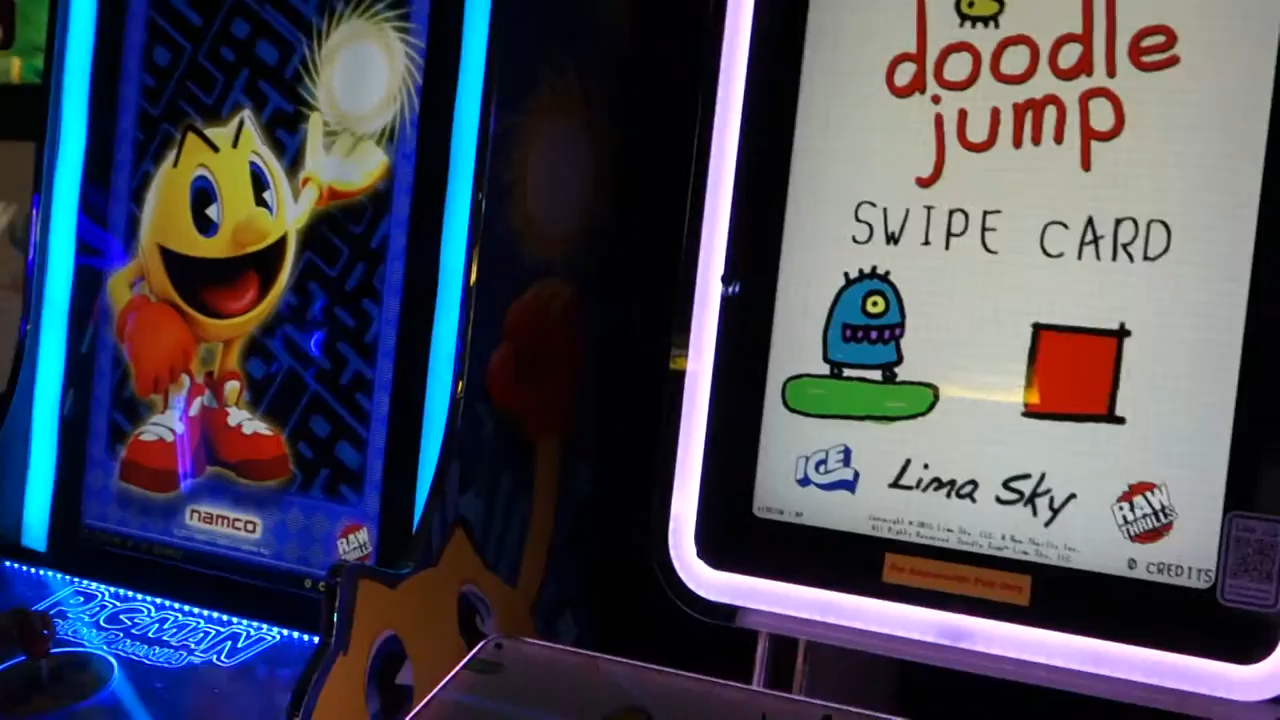 namco
RAW
THRILLS
PAC-MAN
doodle
jump
SWIPE CARD
ICE
Lima Sky
RAW
THRILLS
0 CREDITS